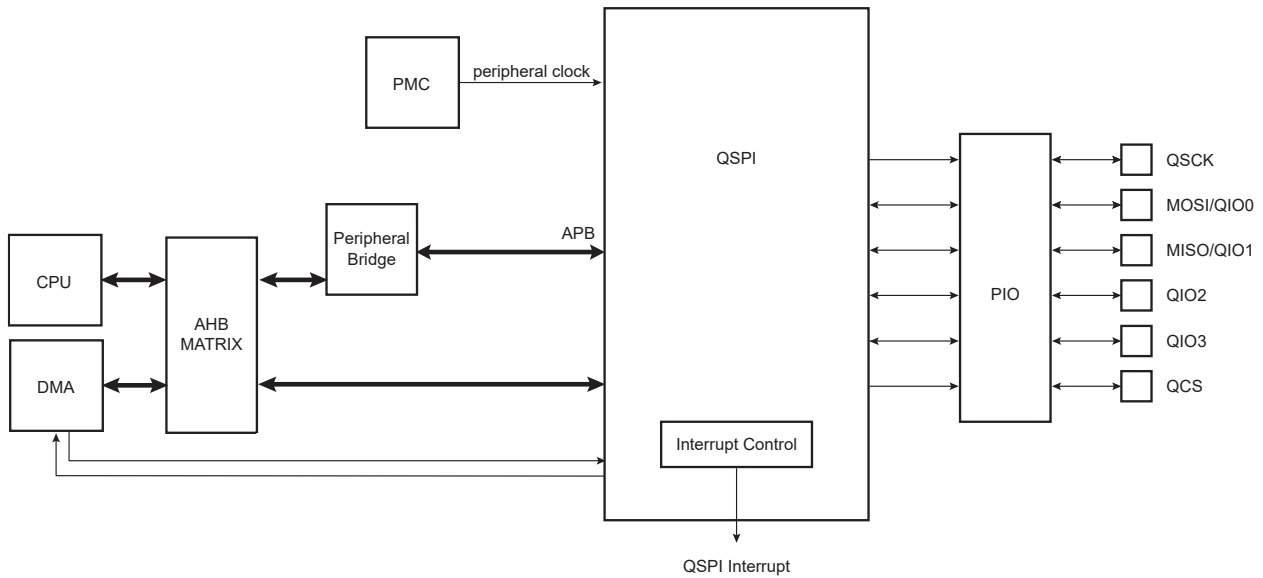 PMC
peripheral clock
QSPI
QSCK
MOSI/QIO0
Peripheral
Bridge
APB
MISO/QIO1
CPU
AHB
MATRIX
PIO
QIO2
QIO3
DMA
QCS
Interrupt Control
QSPI Interrupt